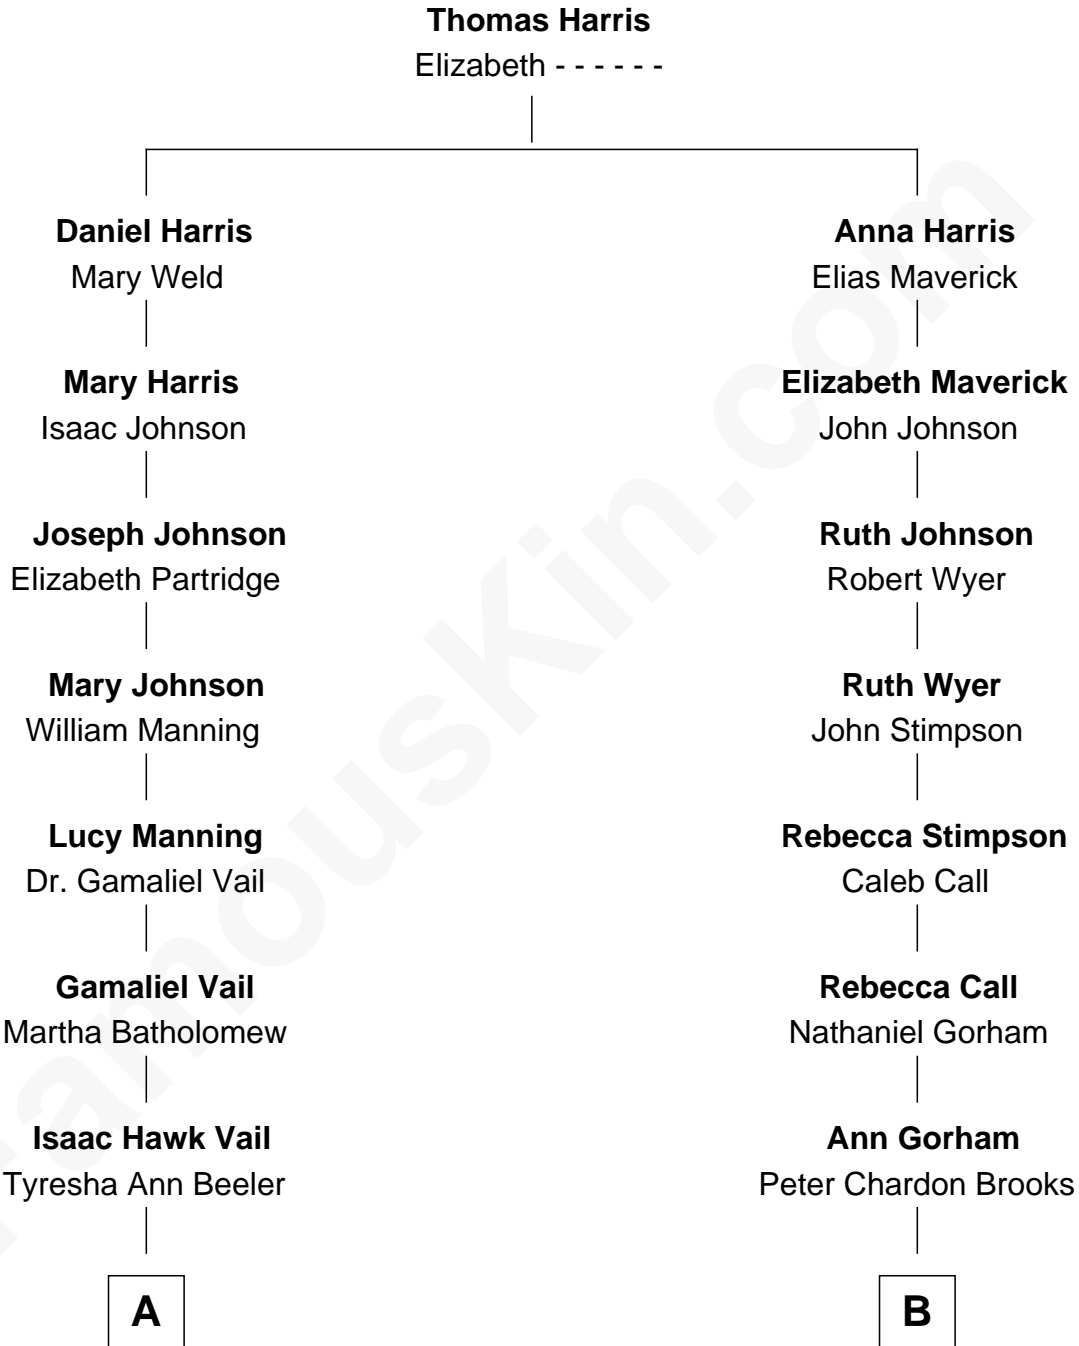 Thomas Harris
Elizabeth - - - - - -
Daniel Harris
Mary Weld
Anna Harris
Elias Maverick
Mary Harris
Isaac Johnson
Elizabeth Maverick
John Johnson
Joseph Johnson
Elizabeth Partridge
Ruth Johnson
Robert Wyer
Mary Johnson
William Manning
Ruth Wyer
John Stimpson
Lucy Manning
Dr. Gamaliel Vail
Rebecca Stimpson
Caleb Call
Gamaliel Vail
Martha Batholomew
Rebecca Call
Nathaniel Gorham
Isaac Hawk Vail
Tyresha Ann Beeler
Ann Gorham
Peter Chardon Brooks
A
B
FamousKin.com